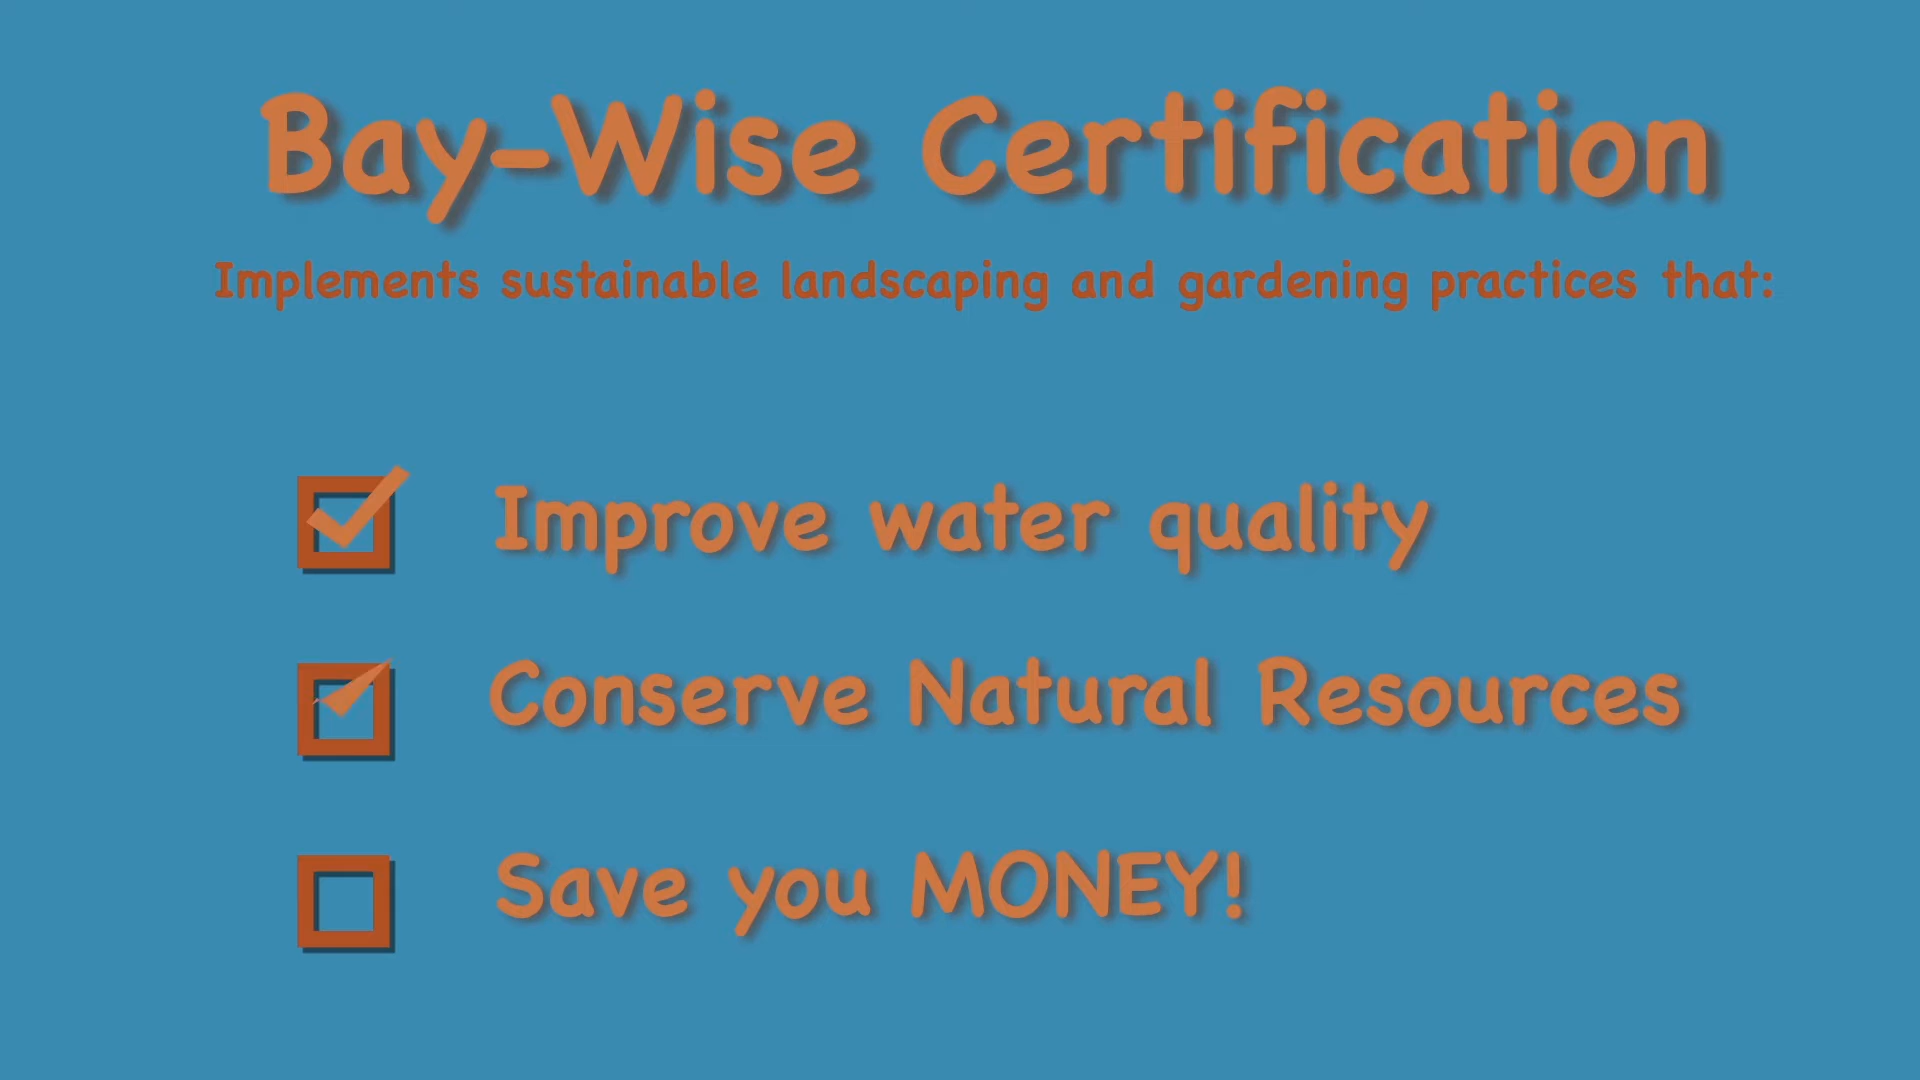 Bay-Wise Certification
Implements sustainable landscaping and gardening practices that:
Improve water quality
Conserve Natural Resources
Save you MONEY!